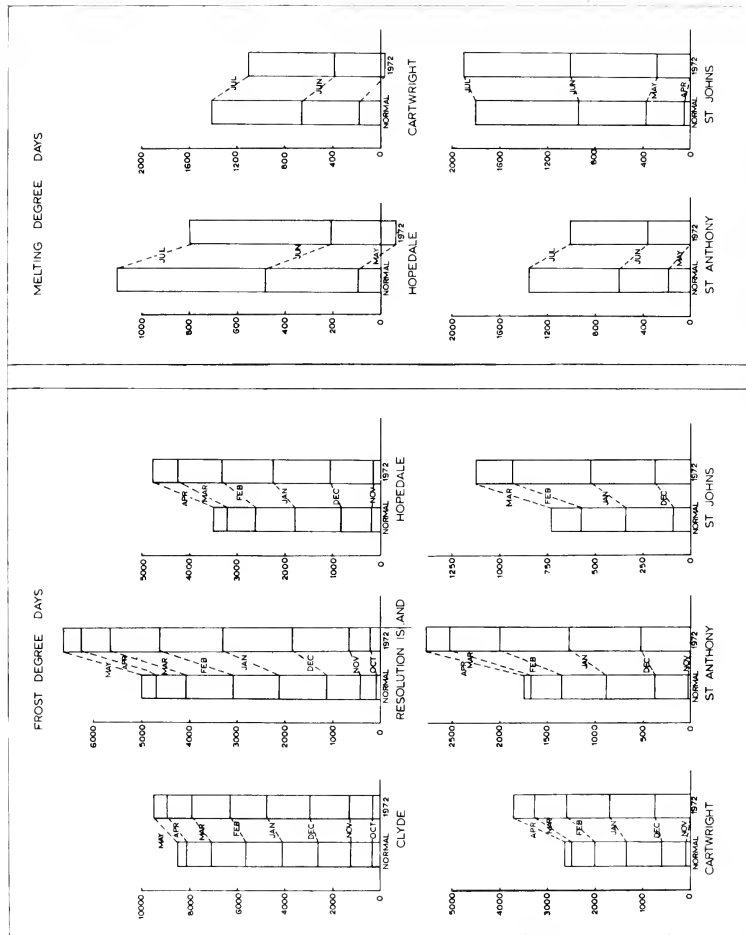 FROST DEGREE DAYS
10000
8000
6000
4000
2000
0
MAY
APR
MAR
FEB
JAN
DEC
NOV
OCT
NORMAL
1972
CLYDE
6000
5000
4000
3000
2000
1000
0
MAY
APR
MAR
FEB
JAN
DEC
NOV
OCT
NORMAL
1972
RESOLUTION ISLAND
5000
4000
3000
2000
1000
0
APR
MAR
FEB
JAN
DEC
NOV
NORMAL
1972
HOPEDALE
5000
4000
3000
2000
1000
0
APR
MAR
FEB
JAN
DEC
NOV
NORMAL
1972
CARTWRIGHT
2500
2000
1500
1000
500
0
APR
MAR
FEB
JAN
DEC
NOV
NORMAL
1972
ST ANTHONY
1250
1000
750
500
250
0
MAR
FEB
JAN
DEC
NORMAL
1972
ST JOHNS
MELTING DEGREE DAYS
1000
800
600
400
200
0
JUL
JUN
MAY
NORMAL
1972
HOPEDALE
2000
1600
1200
800
400
0
JUL
JUN
NORMAL
1972
CARTWRIGHT
2000
1600
1200
800
400
0
JUL
JUN
MAY
NORMAL
1972
ST ANTHONY
2000
1600
1200
800
400
0
JUL
JUN
MAY
APR
NORMAL
1972
ST JOHNS